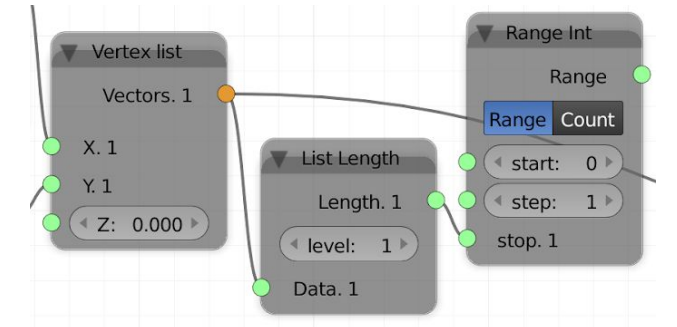 Vertex list
Vectors. 1
X. 1
Y. 1
Z: 0.000
List Length
Length. 1
level: 1
Data. 1
Range Int
Range
Range Count
start: 0
step: 1
stop. 1